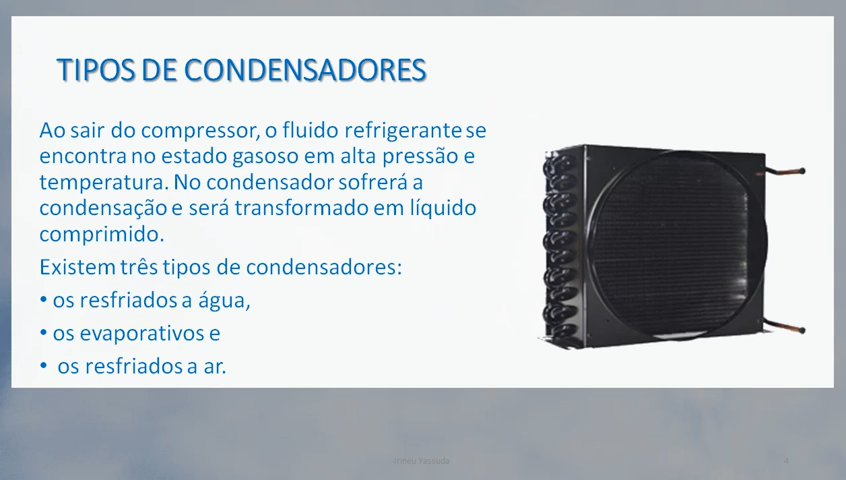 TIPOS DE CONDENSADORES
Ao sair do compressor, o fluido refrigerante se
encontra no estado gasoso em alta pressão e
temperatura. No condensador sofrerá a
condensação e será transformado em líquido
comprimido.
Existem três tipos de condensadores:
• os resfriados a água,
• os evaporativos e
• os resfriados a ar.
4